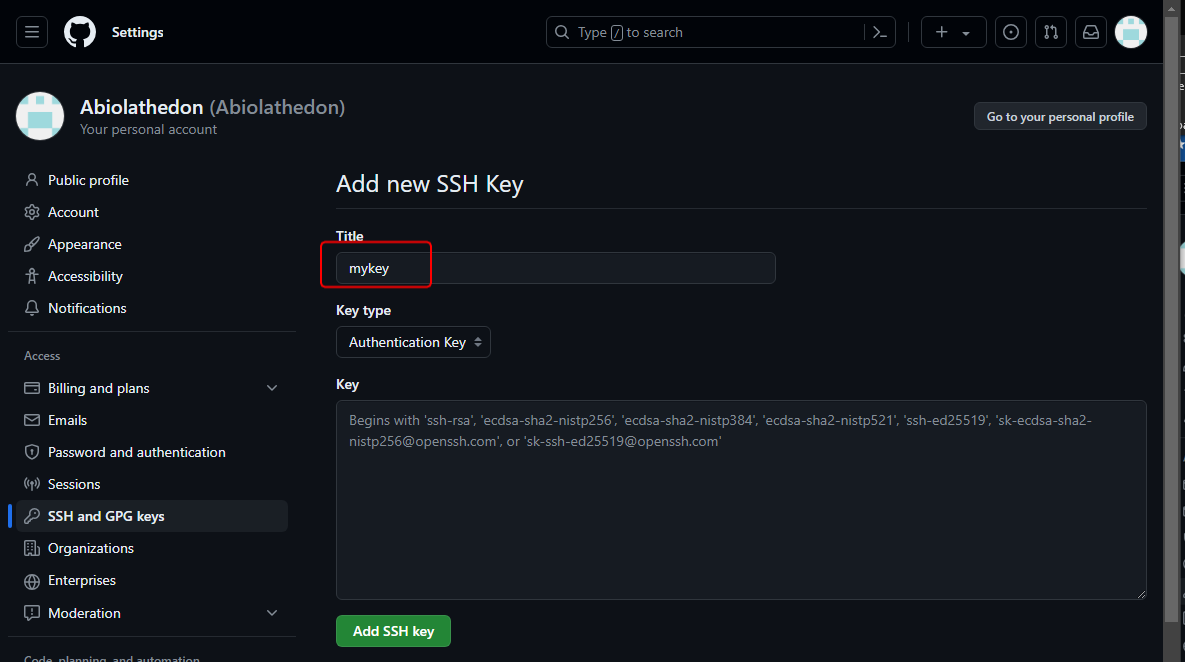 Settings
Type / to search
Abiolathedon (Abiolathedon)
Your personal account
Go to your personal profile
Public profile
Account
Appearance
Accessibility
Notifications
Access
Billing and plans
Emails
Password and authentication
Sessions
SSH and GPG keys
Organizations
Enterprises
Moderation
Code, planning, and automation
Add new SSH Key
Title
mykey
Key type
Authentication Key
Key
Begins with 'ssh-rsa', 'ecdsa-sha2-nistp256', 'ecdsa-sha2-nistp384', 'ecdsa-sha2-nistp521', 'ssh-ed25519', 'sk-ecdsa-sha2-
nistp256@openssh.com', or 'sk-ssh-ed25519@openssh.com'
Add SSH key